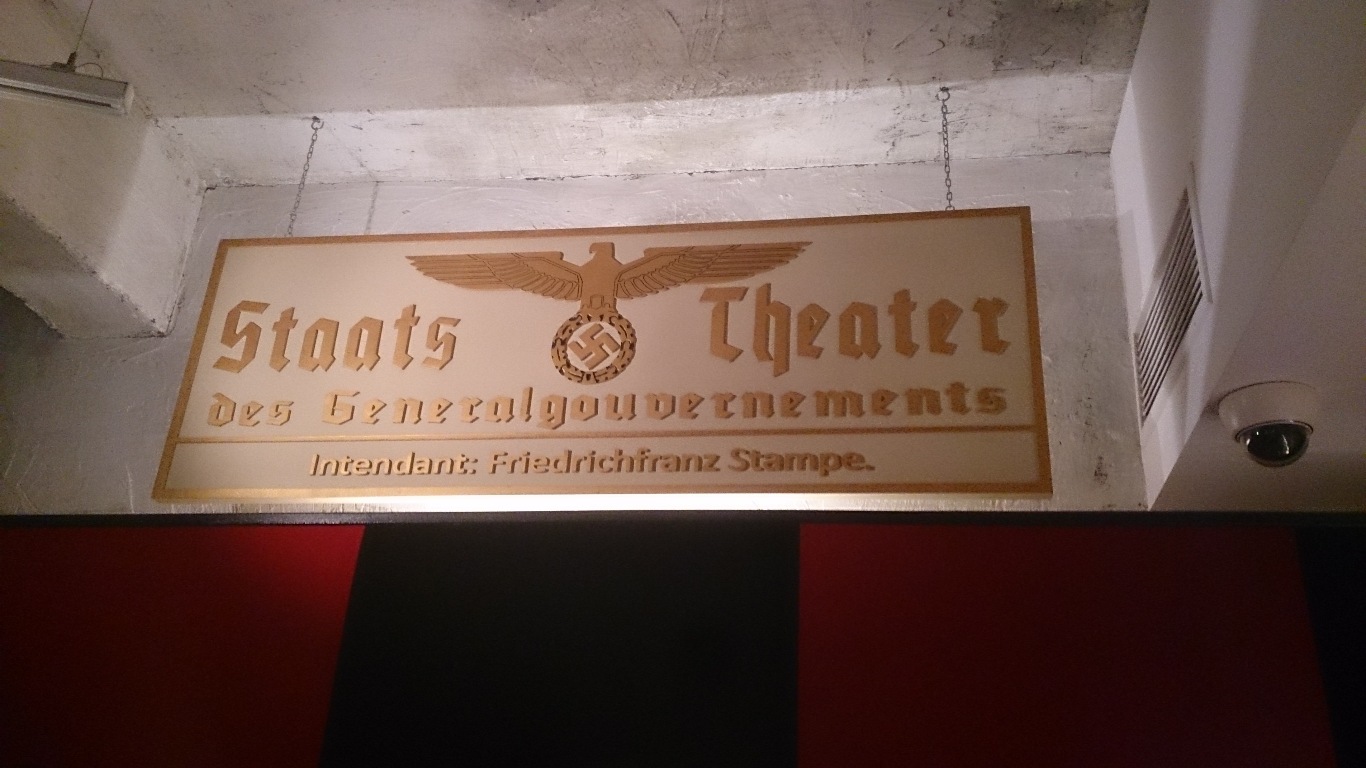 Staats Theater
des Generalgouvernements
Intendant: Friedrichfranz Stampe.